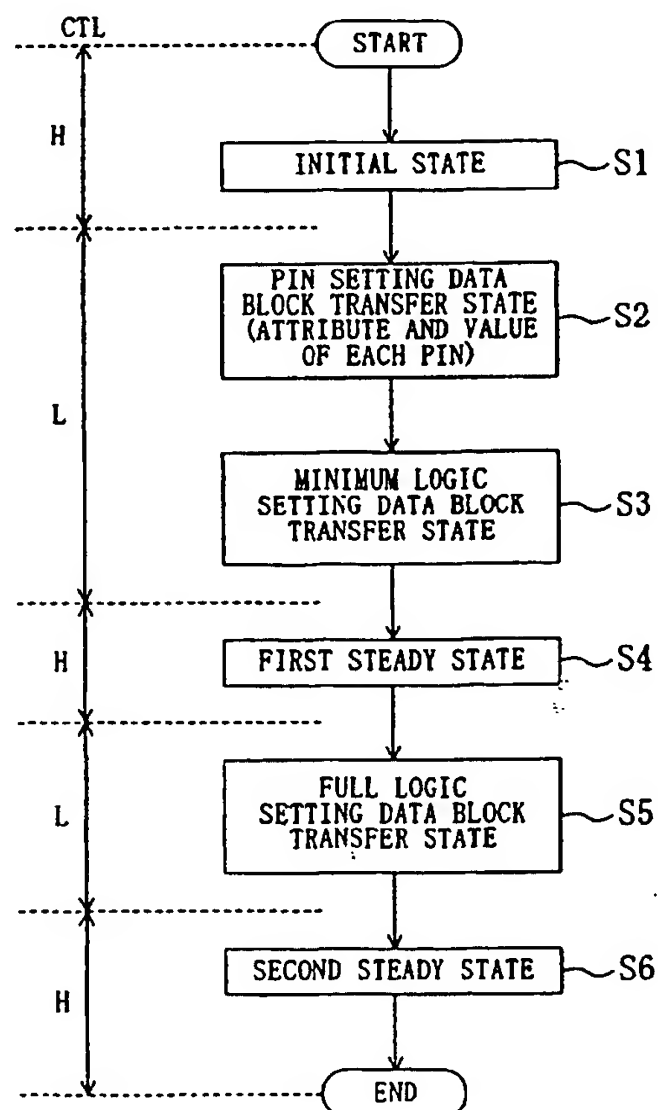 CTL
START
H
INITIAL STATE
S1
PIN SETTING DATA
BLOCK TRANSFER STATE
(ATTRIBUTE AND VALUE
OF EACH PIN)
S2
L
MINIMUM LOGIC
SETTING DATA BLOCK
TRANSFER STATE
S3
H
FIRST STEADY STATE
S4
FULL LOGIC
SETTING DATA BLOCK
TRANSFER STATE
S5
L
SECOND STEADY STATE
S6
H
END